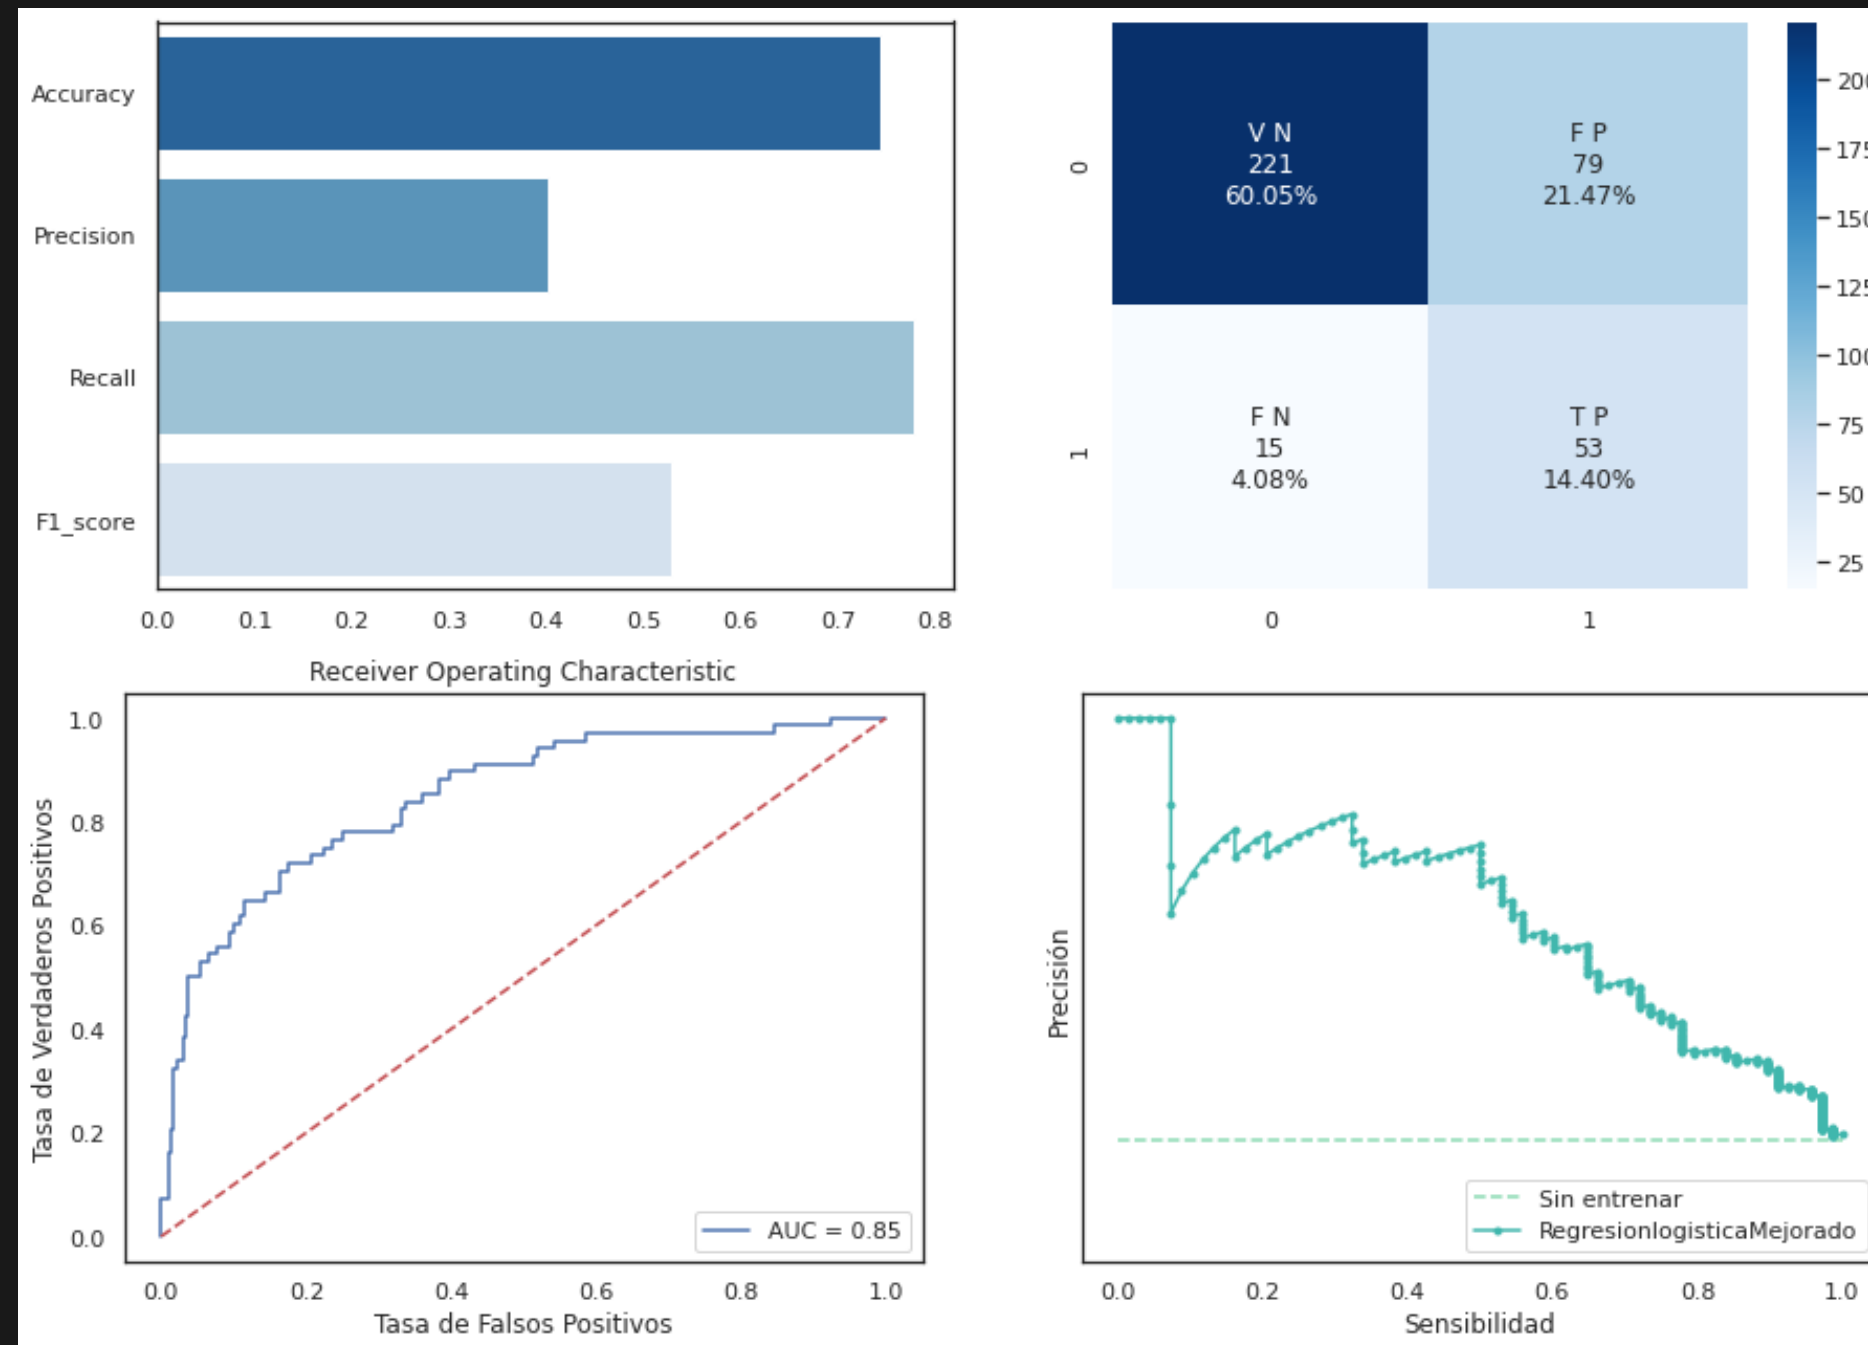 Accuracy
Precision
Recall
F1_score
0.0 0.1 0.2 0.3 0.4 0.5 0.6 0.7 0.8
0
1
V N
221
60.05%
F P
79
21.47%
F N
15
4.08%
T P
53
14.40%
0 1
175
150
125
100
75
50
25
Receiver Operating Characteristic
Tasa de Verdaderos Positivos
1.0
0.8
0.6
0.4
0.2
0.0
AUC = 0.85
0.0 0.2 0.4 0.6 0.8 1.0
Tasa de Falsos Positivos
Precisión
Sin entrenar
RegresionlogisticaMejorado
0.0 0.2 0.4 0.6 0.8 1.0
Sensibilidad